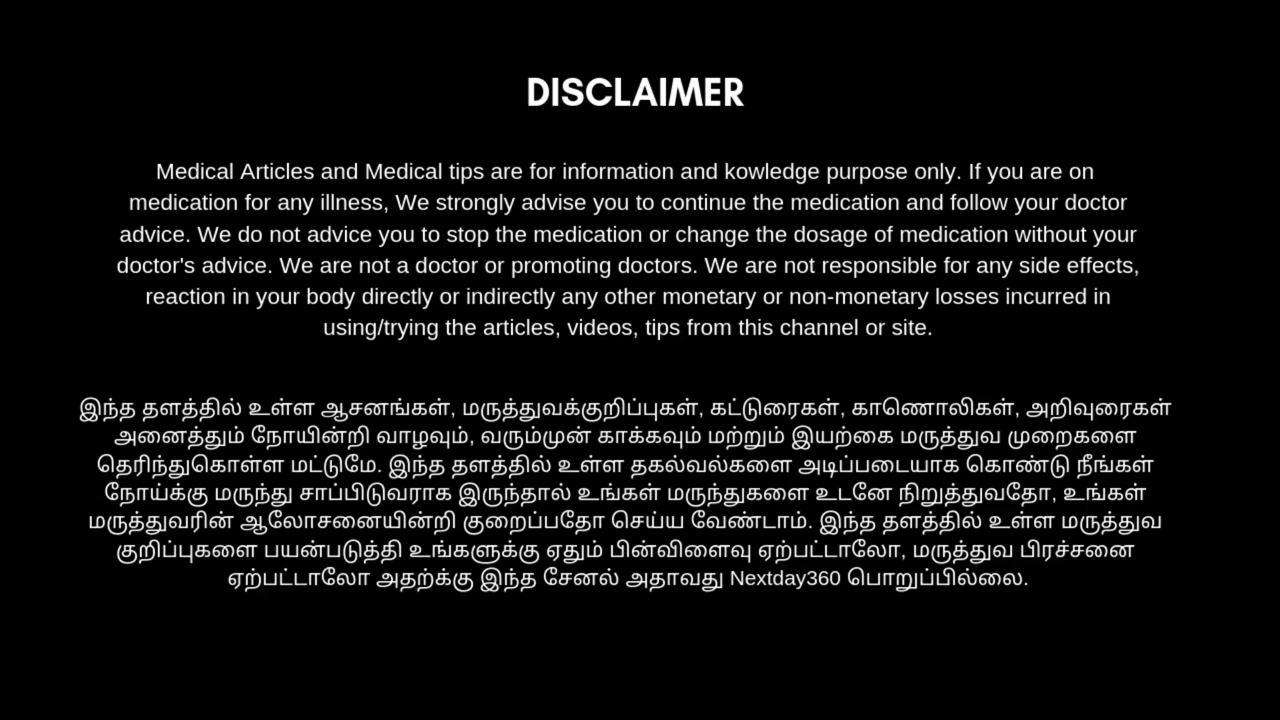 DISCLAIMER
Medical Articles and Medical tips are for information and kowledge purpose only. If you are on
medication for any illness, We strongly advise you to continue the medication and follow your doctor
advice. We do not advice you to stop the medication or change the dosage of medication without your
doctor's advice. We are not a doctor or promoting doctors. We are not responsible for any side effects,
reaction in your body directly or indirectly any other monetary or non-monetary losses incurred in
using/trying the articles, videos, tips from this channel or site.
இந்த தளத்தில் உள்ள ஆசனங்கள், மருத்துவக்குறிப்புகள், கட்டுரைகள், காணொலிகள், அறிவுரைகள்
அனைத்தும் நோயின்றி வாழவும், வரும்முன் காக்கவும் மற்றும் இயற்கை மருத்துவ முறைகளை
தெரிந்துகொள்ள மட்டுமே. இந்த தளத்தில் உள்ள தகல்வல்களை அடிப்படையாக கொண்டு நீங்கள்
நோய்க்கு மருந்து சாப்பிடுவராக இருந்தால் உங்கள் மருந்துகளை உடனே நிறுத்துவதோ, உங்கள்
மருத்துவரின் ஆலோசனையின்றி குறைப்பதோ செய்ய வேண்டாம். இந்த தளத்தில் உள்ள மருத்துவ
குறிப்புகளை பயன்படுத்தி உங்களுக்கு ஏதும் பின்விளைவு ஏற்பட்டாலோ, மருத்துவ பிரச்சனை
ஏற்பட்டாலோ அதற்க்கு இந்த சேனல் அதாவது Nextday360 பொறுப்பில்லை.